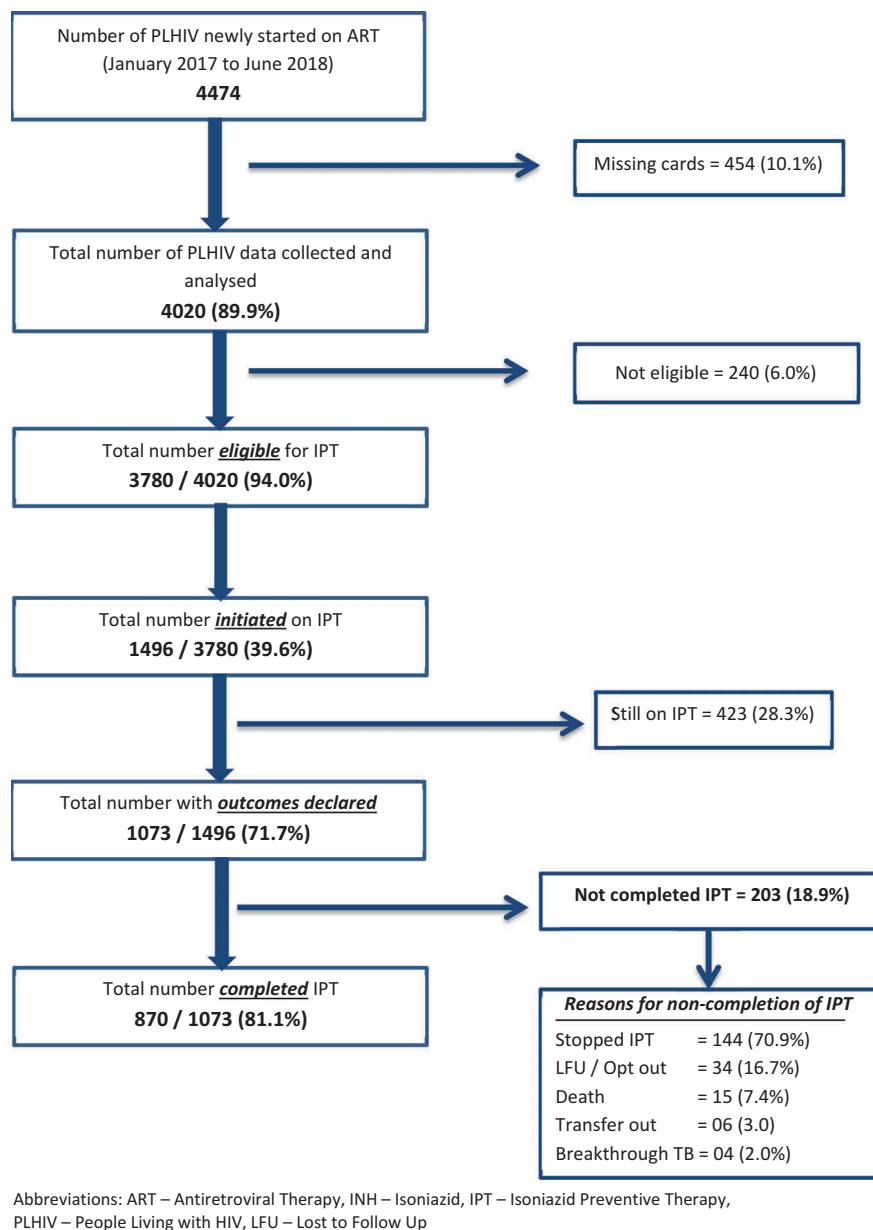 Number of PLHIV newly started on ART
(January 2017 to June 2018)
4474
Missing cards = 454 (10.1%)
Total number of PLHIV data collected and
analysed
4020 (89.9%)
Not eligible = 240 (6.0%)
Total number eligible for IPT
3780 / 4020 (94.0%)
Total number initiated on IPT
1496 / 3780 (39.6%)
Still on IPT = 423 (28.3%)
Total number with outcomes declared
1073 / 1496 (71.7%)
Not completed IPT = 203 (18.9%)
Total number completed IPT
870 / 1073 (81.1%)
Reasons for non-completion of IPT
Stopped IPT = 144 (70.9%)
LFU / Opt out = 34 (16.7%)
Death = 15 (7.4%)
Transfer out = 06 (3.0)
Breakthrough TB = 04 (2.0%)
Abbreviations: ART – Antiretroviral Therapy, INH – Isoniazid, IPT – Isoniazid Preventive Therapy,
PLHIV – People Living with HIV, LFU – Lost to Follow Up